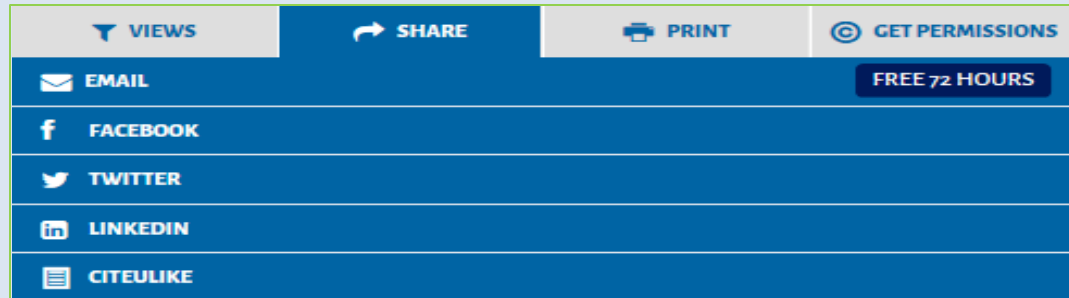 VIEWS SHARE PRINT © GET PERMISSIONS
EMAIL FREE 72 HOURS
FACEBOOK
TWITTER
LINKEDIN
CITEULIKE